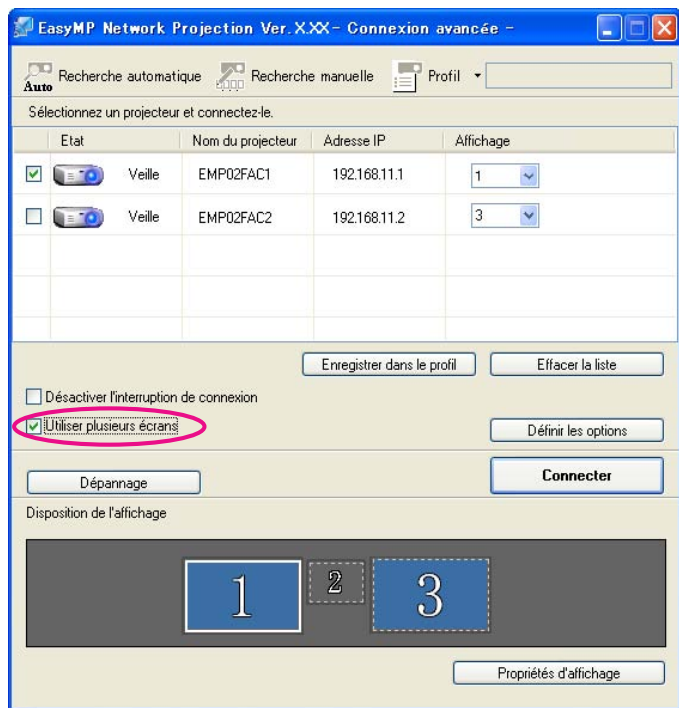 EasyMP Network Projection Ver. X.XX - Connexion avancée -
Auto Recherche automatique Recherche manuelle Profil
Sélectionnez un projecteur et connectez-le.
Etat Nom du projecteur Adresse IP Affichage
Veille EMP02FAC1 192.168.11.1 1
Veille EMP02FAC2 192.168.11.2 3
Enregistrer dans le profil Effacer la liste
Désactiver l'interruption de connexion
Utiliser plusieurs écrans
Définir les options
Connecter
Dépannage
Disposition de l'affichage
1 2 3
Propriétés d'affichage